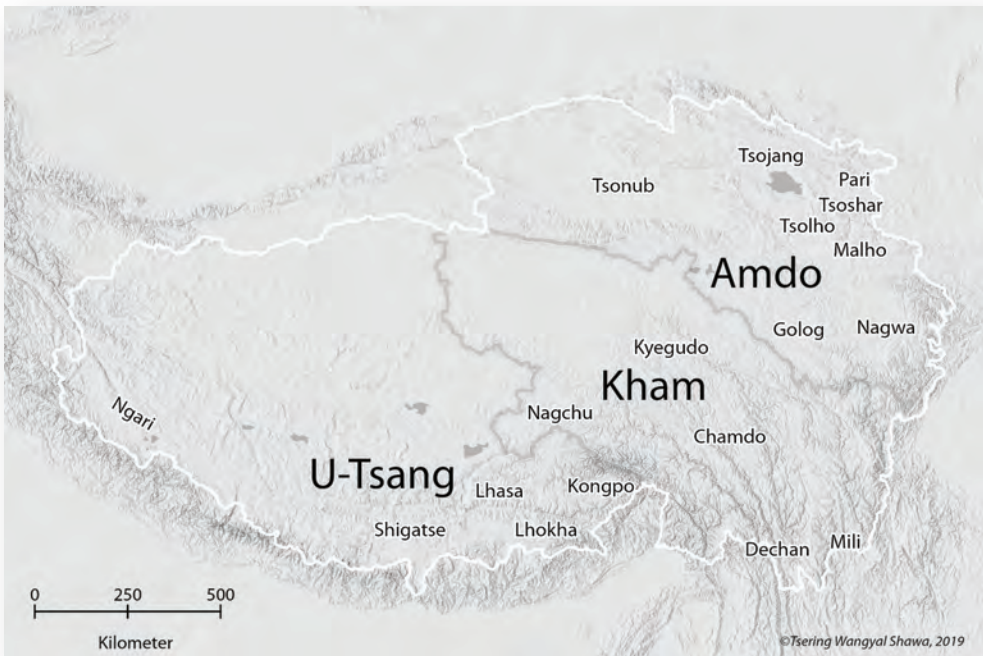 Tsojang
Pari
Tsonub
Tsoshar
Tsolho
Malho
Amdo
Golog
Nagwa
Kyegudo
Kham
Ngari
Nagchu
Chamdo
U-Tsang
Lhasa
Kongpo
Shigatse
Lhokha
Dechan
Mili
0 250 500
Kilometer
©Tsering Wangyal Shawa, 2019